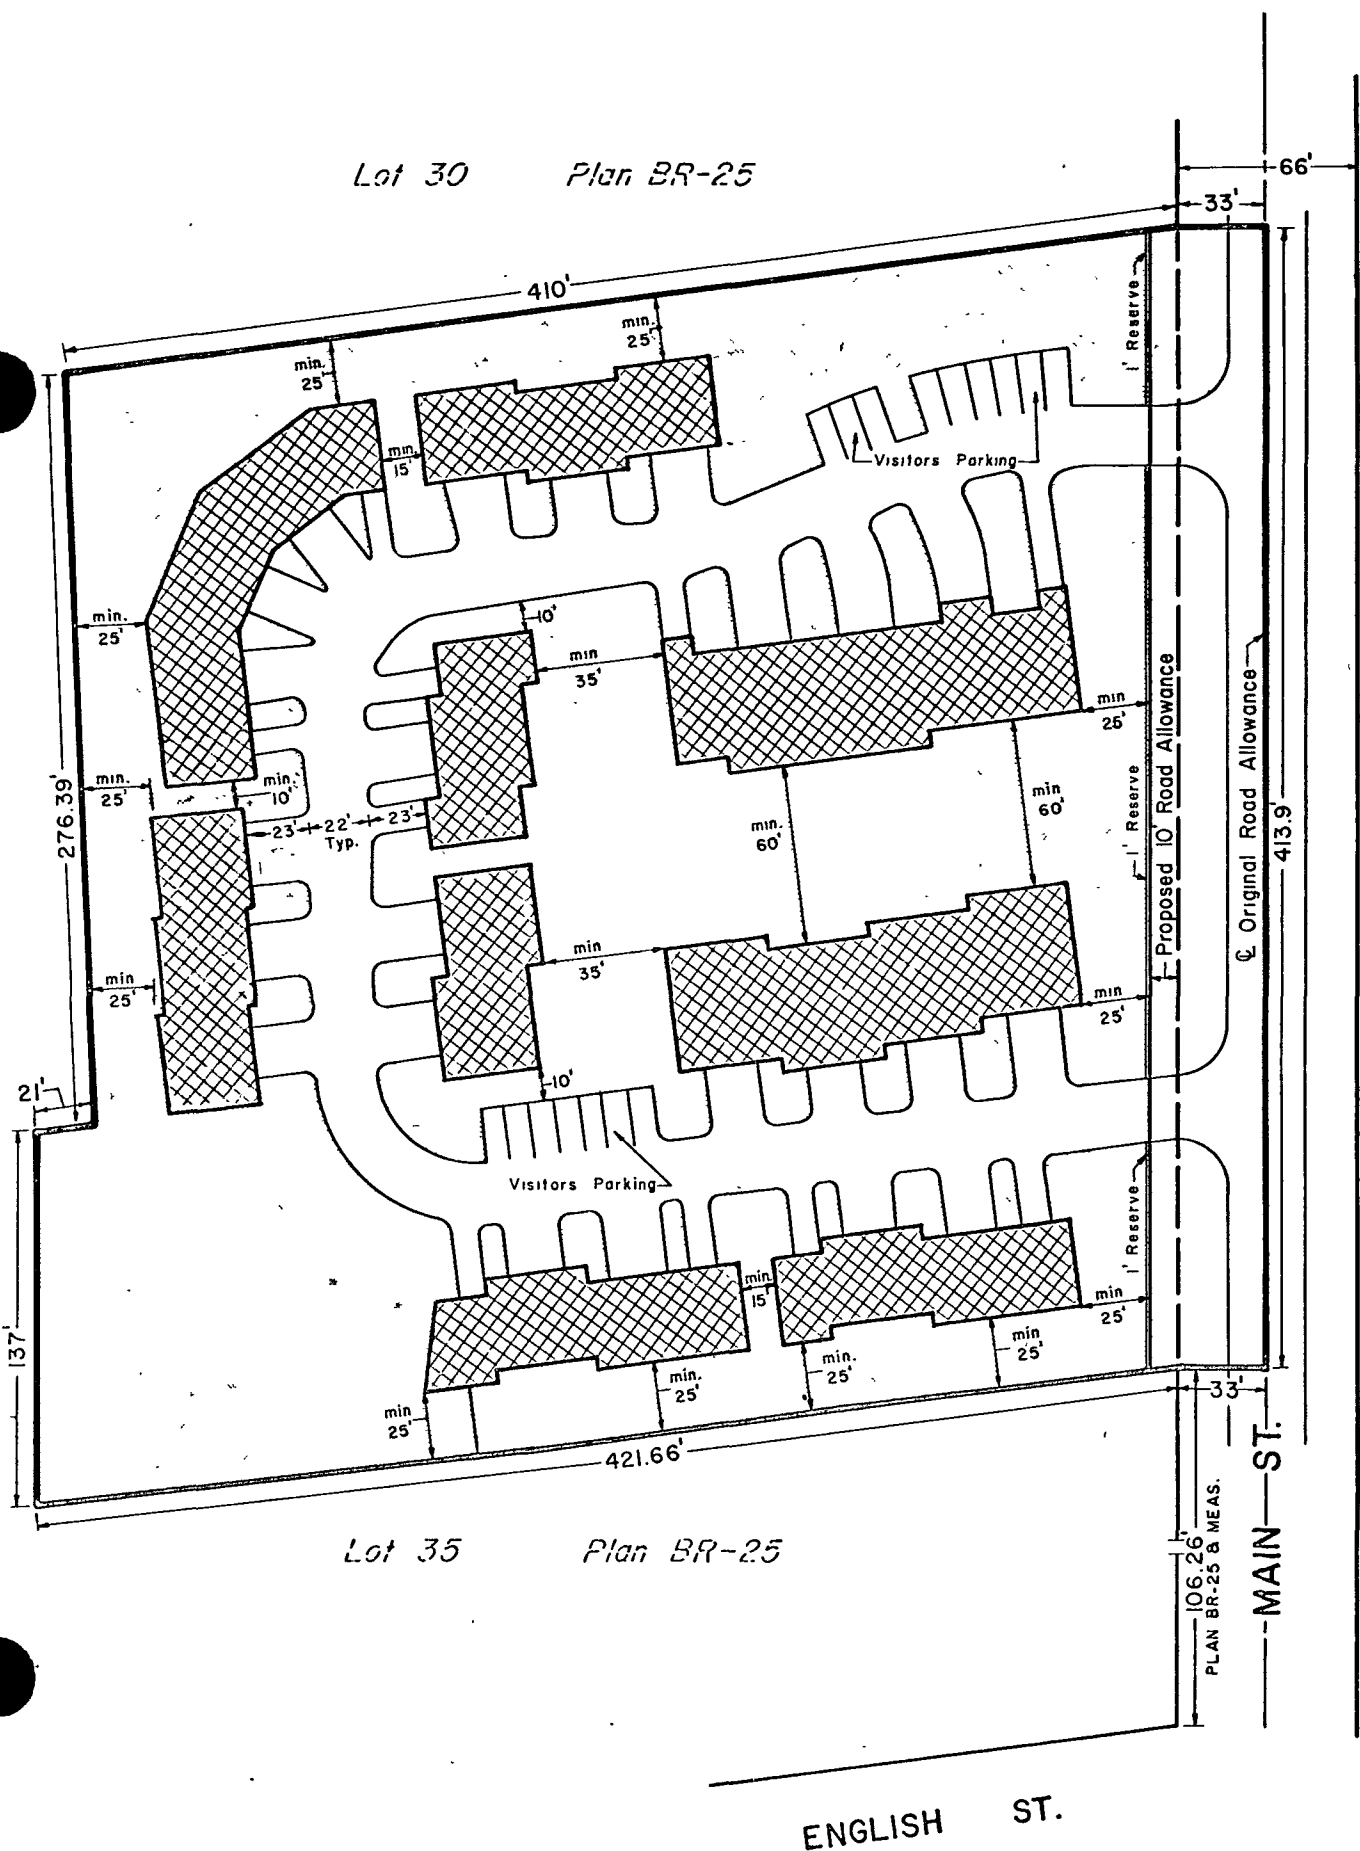 Lot 30 Plan BR-25
66'
33'
410'
min. 25'
min. 25'
1' Reserve
min. 15'
Visitors Parking
276.39'
min. 25'
10'
min 35'
min 25'
min. 25'
min. 10'
23' 22' 23'
Typ.
min. 60'
min 60'
1' Reserve
Proposed 10' Road Allowance
℄ Original Road Allowance
413.9'
min 35'
min 25'
min 25'
21'
10'
Visitors Parking
1' Reserve
137'
min 15'
min 25'
min 25'
min. 25'
min. 25'
min 25'
33'
421.66'
Lot 35 Plan BR-25
106.26'
PLAN BR-25 & MEAS.
MAIN ST.
ENGLISH ST.